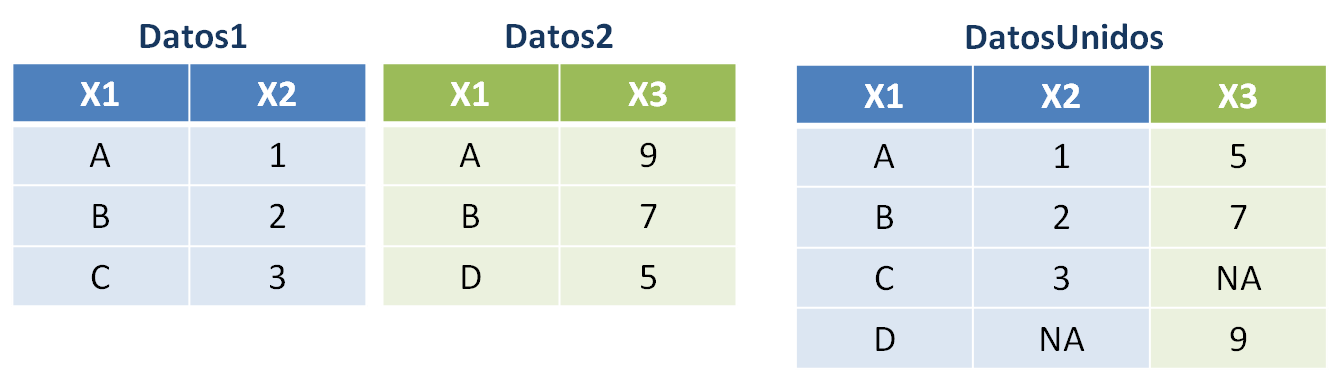 Datos1 Datos2 DatosUnidos
X1 X2 X1 X3 X1 X2 X3
A 1 A 9 A 1 5
B 2 B 7 B 2 7
C 3 D 5 C 3 NA
D NA 9